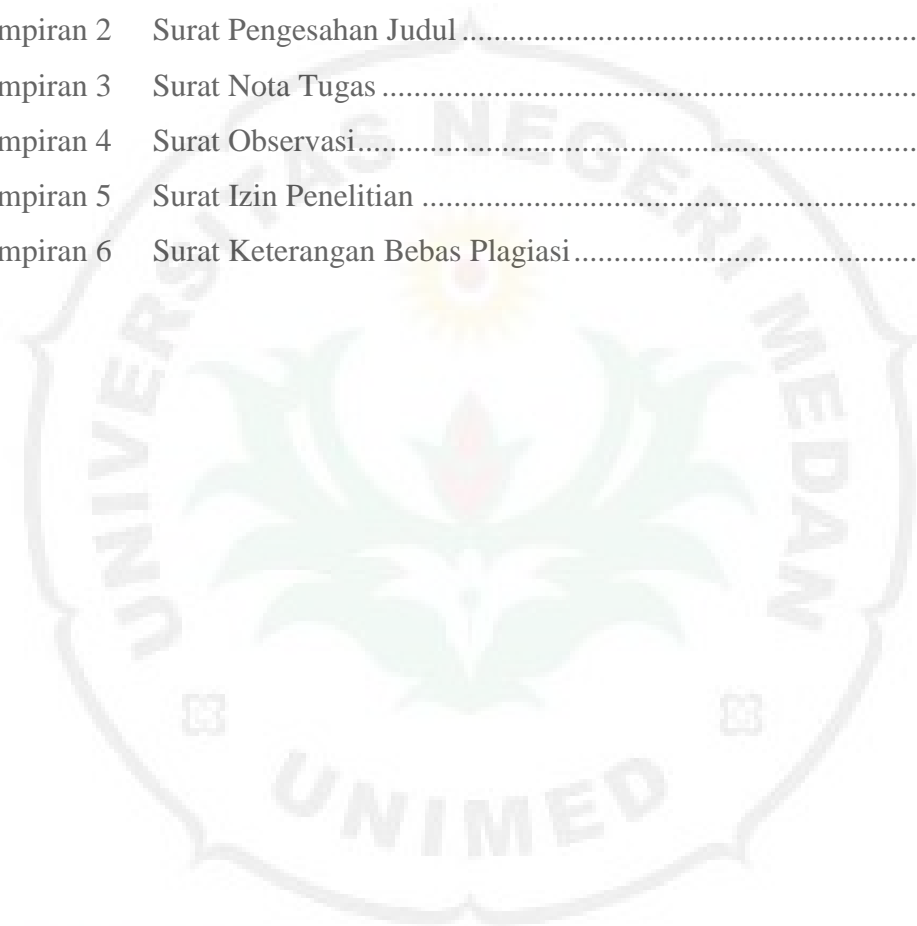 mpiran 2 Surat Pengesahan Judul ........................................................
mpiran 3 Surat Nota Tugas ..................................................................
mpiran 4 Surat Observasi.....................................................................
mpiran 5 Surat Izin Penelitian .............................................................
mpiran 6 Surat Keterangan Bebas Plagiasi..........................................
UNIVERSITAS NEGERI MEDAN
UNIMED